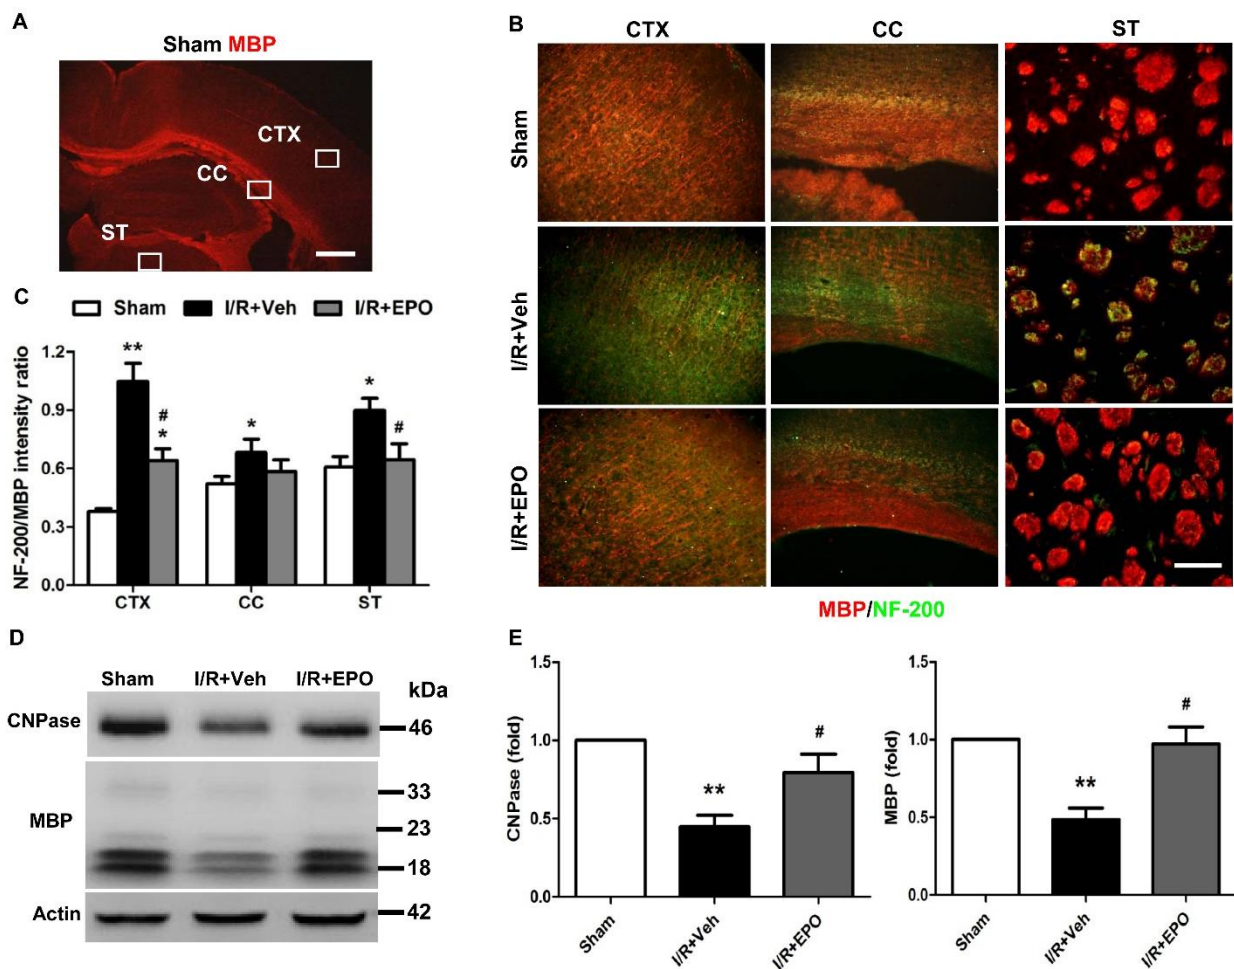 A
Sham MBP
CTX
CC
ST
B
CTX
CC
ST
Sham
I/R+Veh
I/R+EPO
MBP/NF-200
C
Sham
I/R+Veh
I/R+EPO
NF-200/MBP intensity ratio
1.2
0.9
0.6
0.3
0.0
**
#
*
*
*
#
CTX
CC
ST
D
Sham
I/R+Veh
I/R+EPO
kDa
CNPase
46
MBP
33
23
18
Actin
42
E
CNPase (fold)
1.5
1.0
0.5
0.0
**
#
Sham
I/R+Veh
I/R+EPO
MBP (fold)
1.5
1.0
0.5
0.0
**
#
Sham
I/R+Veh
I/R+EPO